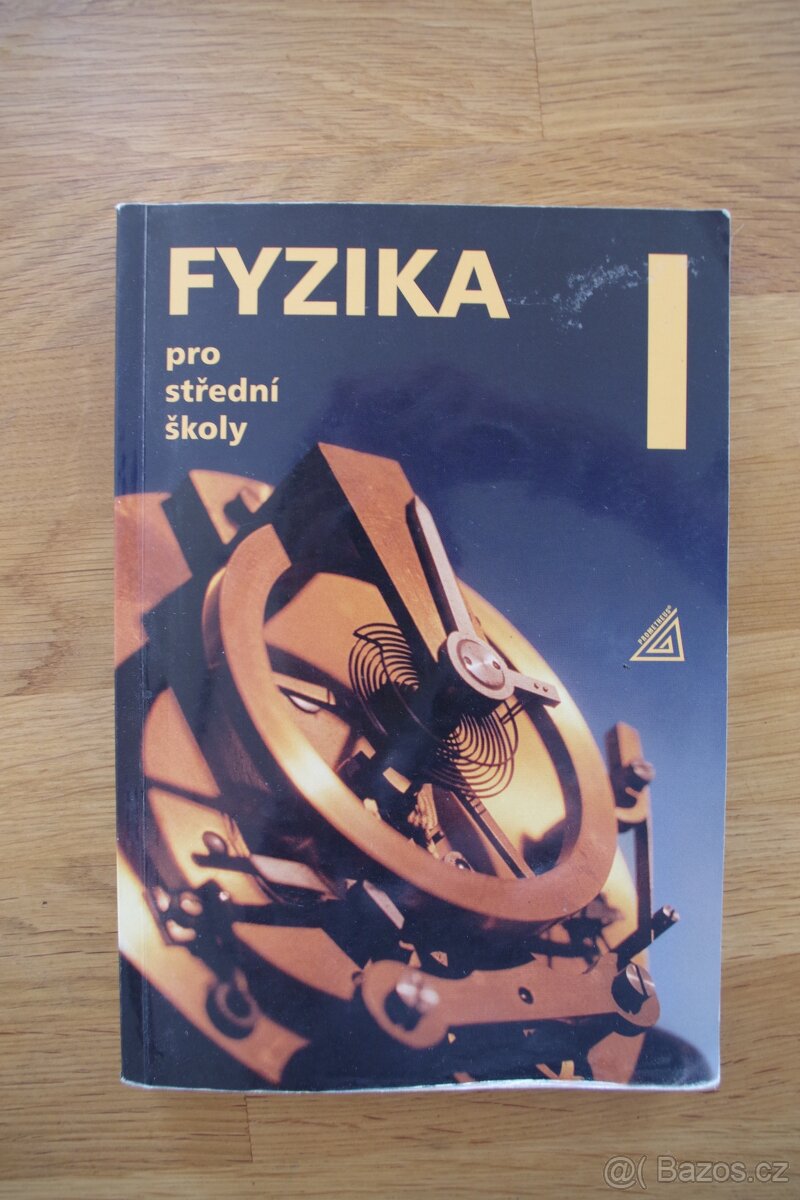 FYZIKA
I
pro
střední
školy
PROMETHEUS®
@( Bazos.cz